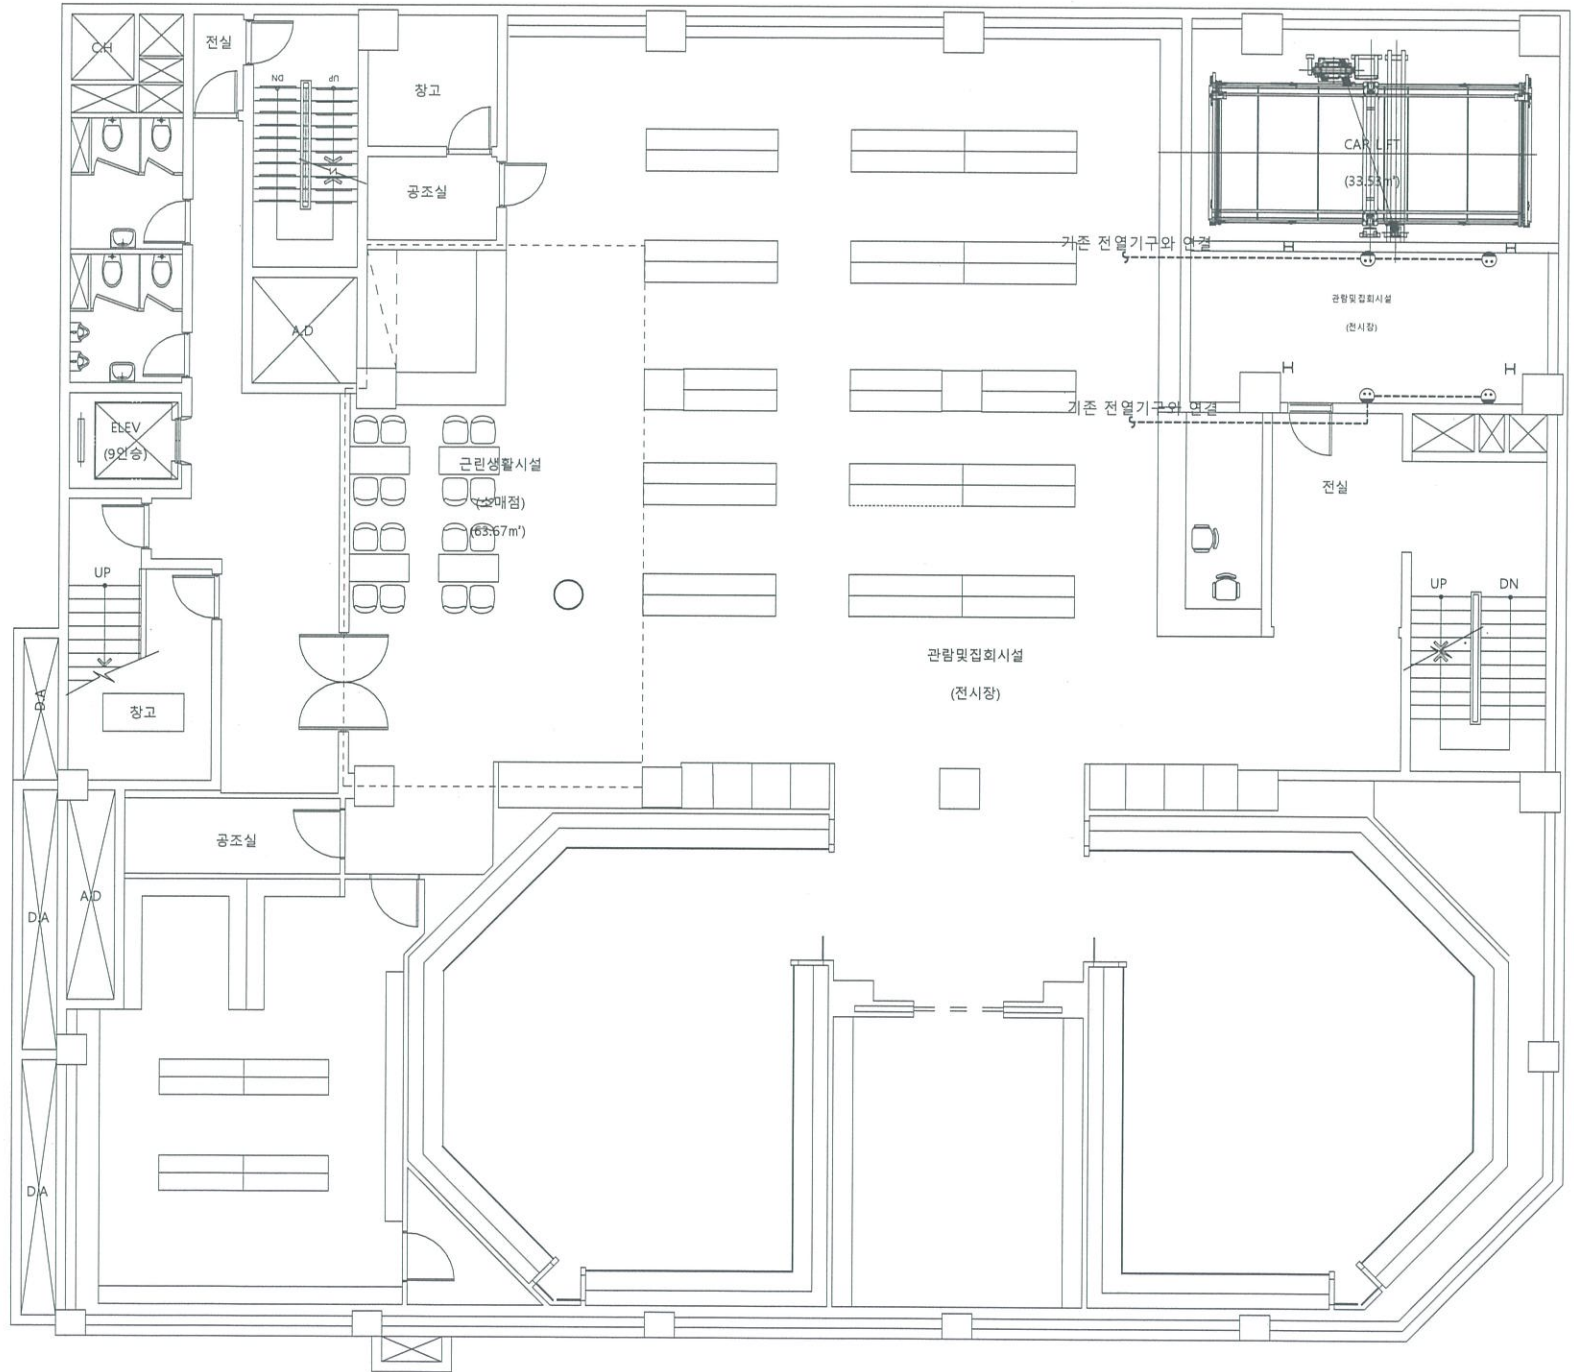 C.H
전실
DN
UP
창고
공조실
CAR LIFT
(33.53㎡)
기존 전열기구와 연결
관람및집회시설
(전시장)
A.D
기존 전열기구와 연결
ELEV
(9인승)
근린생활시설
(소매점)
(63.67㎡)
전실
UP
UP
DN
관람및집회시설
(전시장)
D.A
창고
공조실
A.D
D.A
D.A